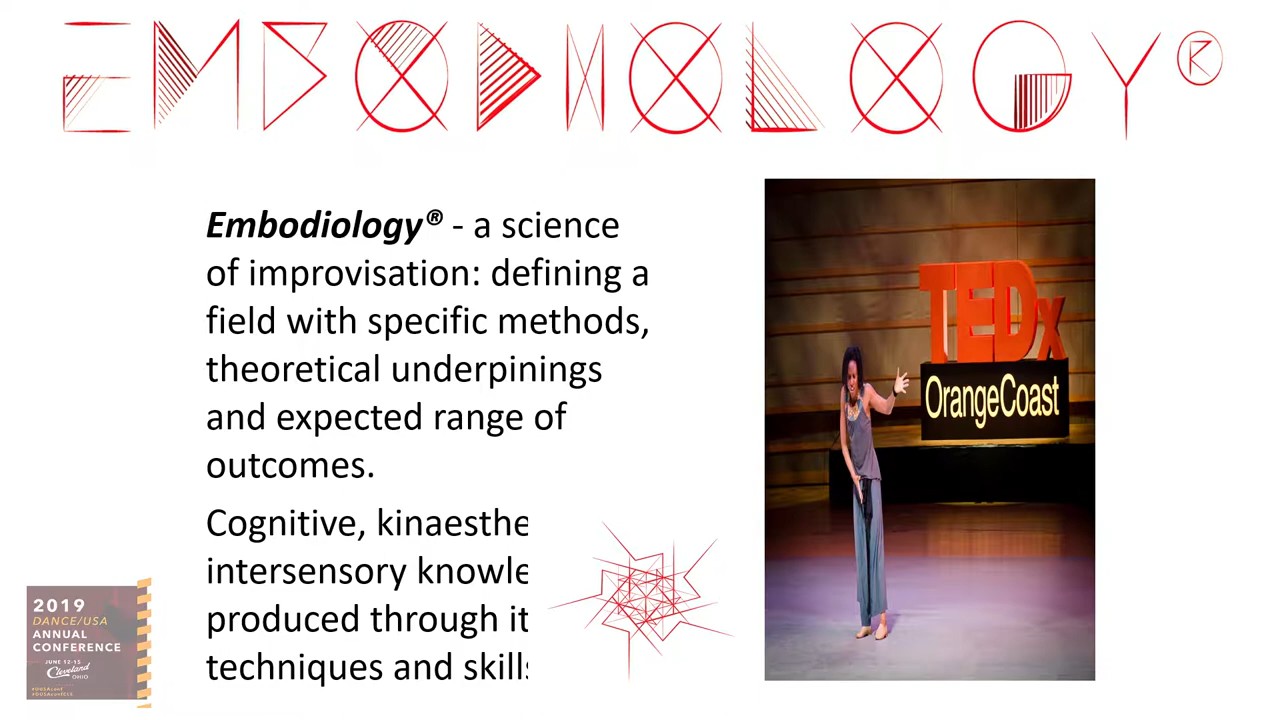 EMBODIOLOGY®
Embodiology® - a science
of improvisation: defining a
field with specific methods,
theoretical underpinings
and expected range of
outcomes.
Cognitive, kinaesthe
intersensory knowle
produced through it
techniques and skills
TEDx
OrangeCoast
2019
DANCE/USA
ANNUAL
CONFERENCE
JUNE 12-15
Cleveland
OHIO